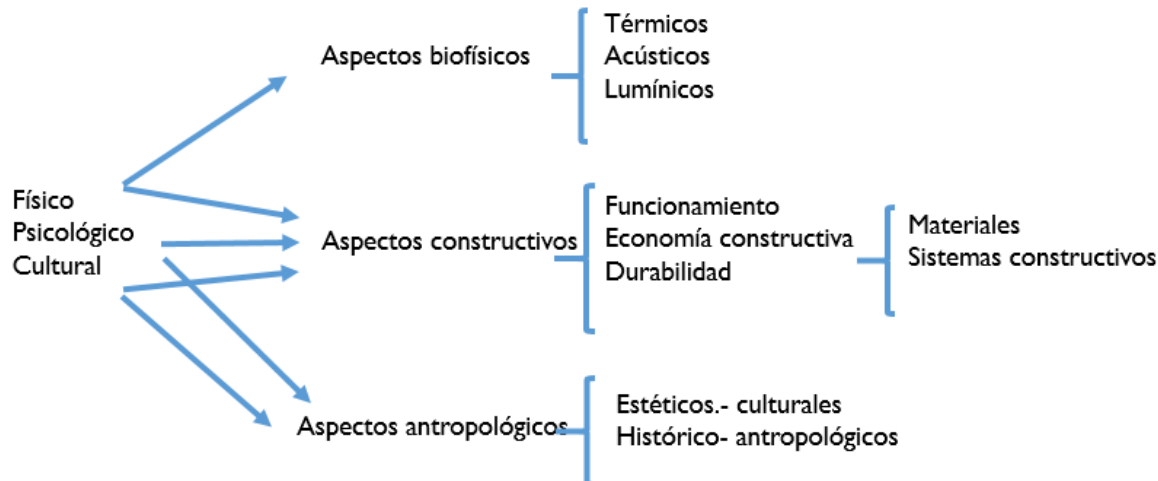 Físico
Psicológico
Cultural
Aspectos biofísicos
Térmicos
Acústicos
Lumínicos
Aspectos constructivos
Funcionamiento
Economía constructiva
Durabilidad
Materiales
Sistemas constructivos
Aspectos antropológicos
Estéticos.- culturales
Histórico- antropológicos